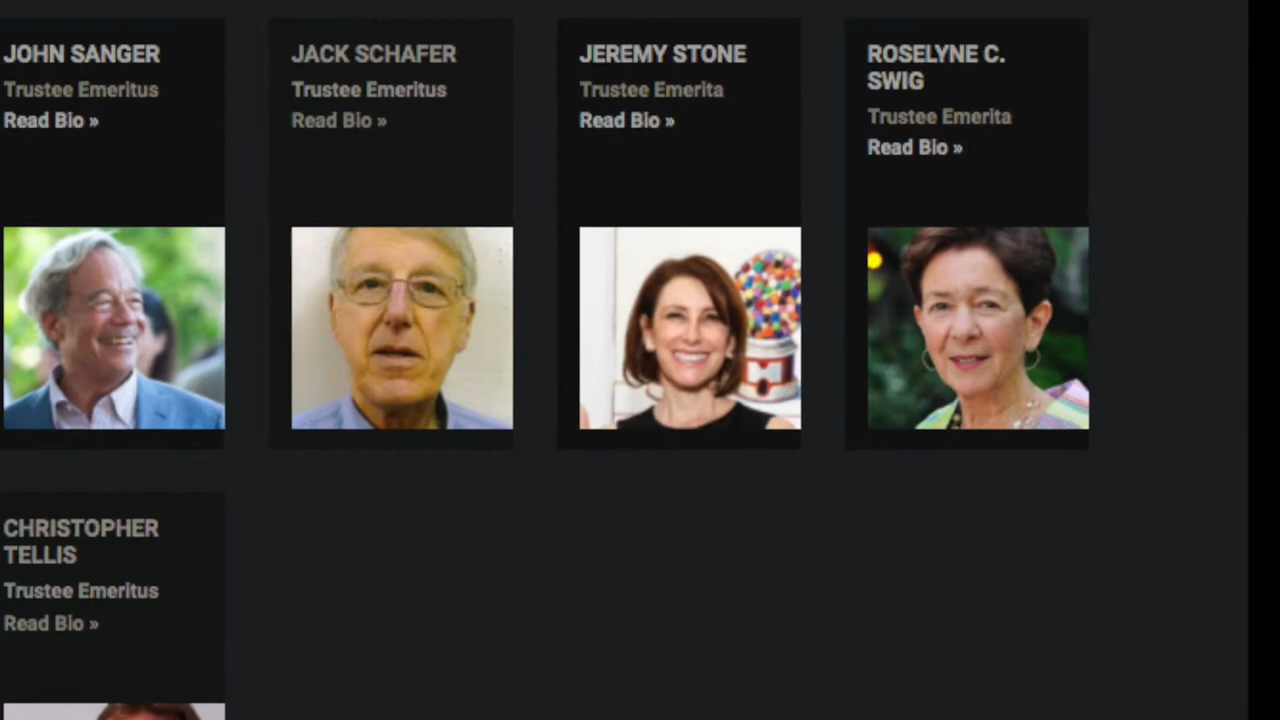 JOHN SANGER
Trustee Emeritus
Read Bio »
JACK SCHAFER
Trustee Emeritus
Read Bio »
JEREMY STONE
Trustee Emerita
Read Bio »
ROSELYNE C.
SWIG
Trustee Emerita
Read Bio »
CHRISTOPHER
TELLIS
Trustee Emeritus
Read Bio »